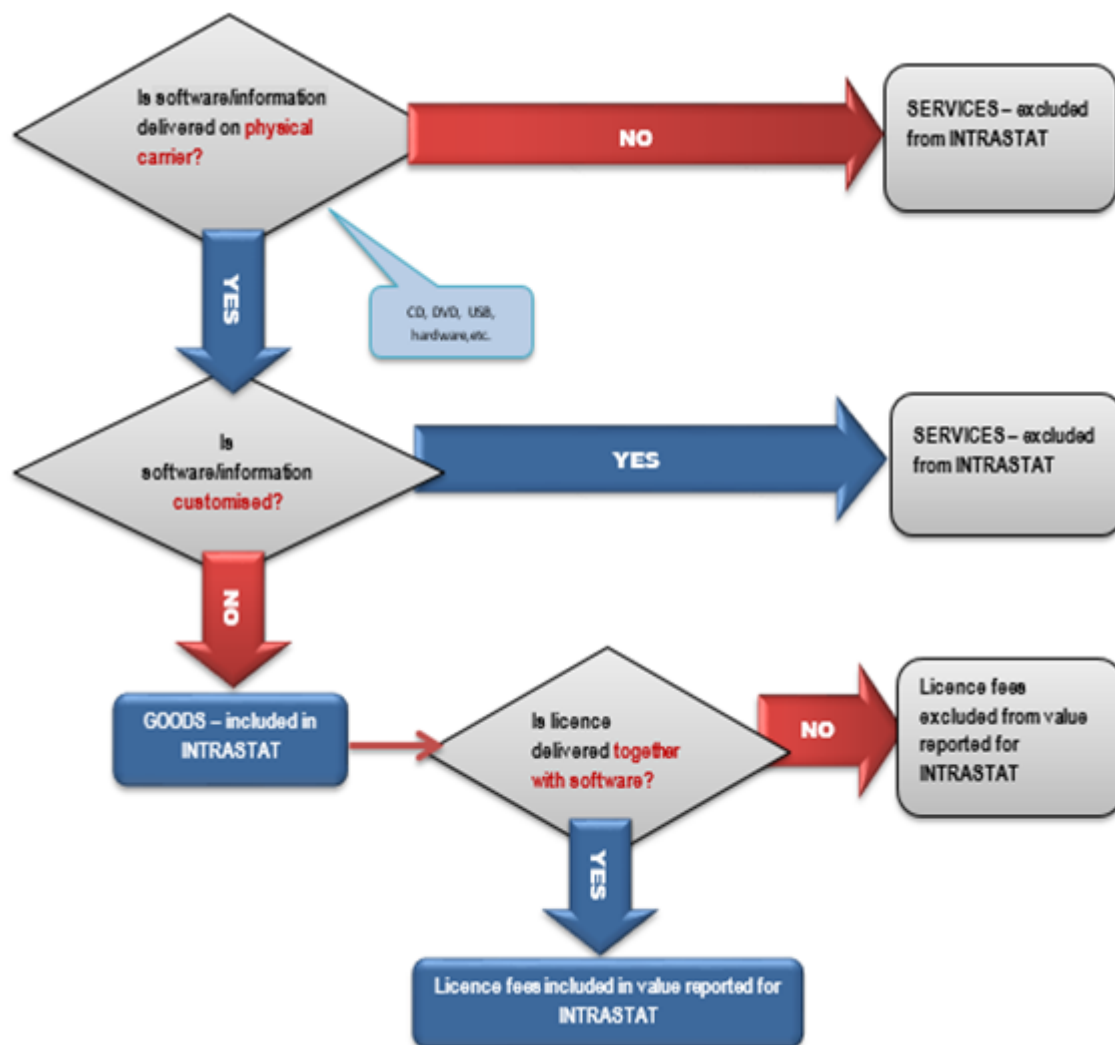 Is software/information
delivered on physical
carrier?
NO
SERVICES – excluded
from INTRASTAT
YES
CD, DVD, USB,
hardware,etc.
Is
software/information
customised?
YES
SERVICES – excluded
from INTRASTAT
NO
GOODS – included in
INTRASTAT
Is licence
delivered together
with software?
NO
Licence fees
excluded from value
reported for
INTRASTAT
YES
Licence fees included in value reported for
INTRASTAT